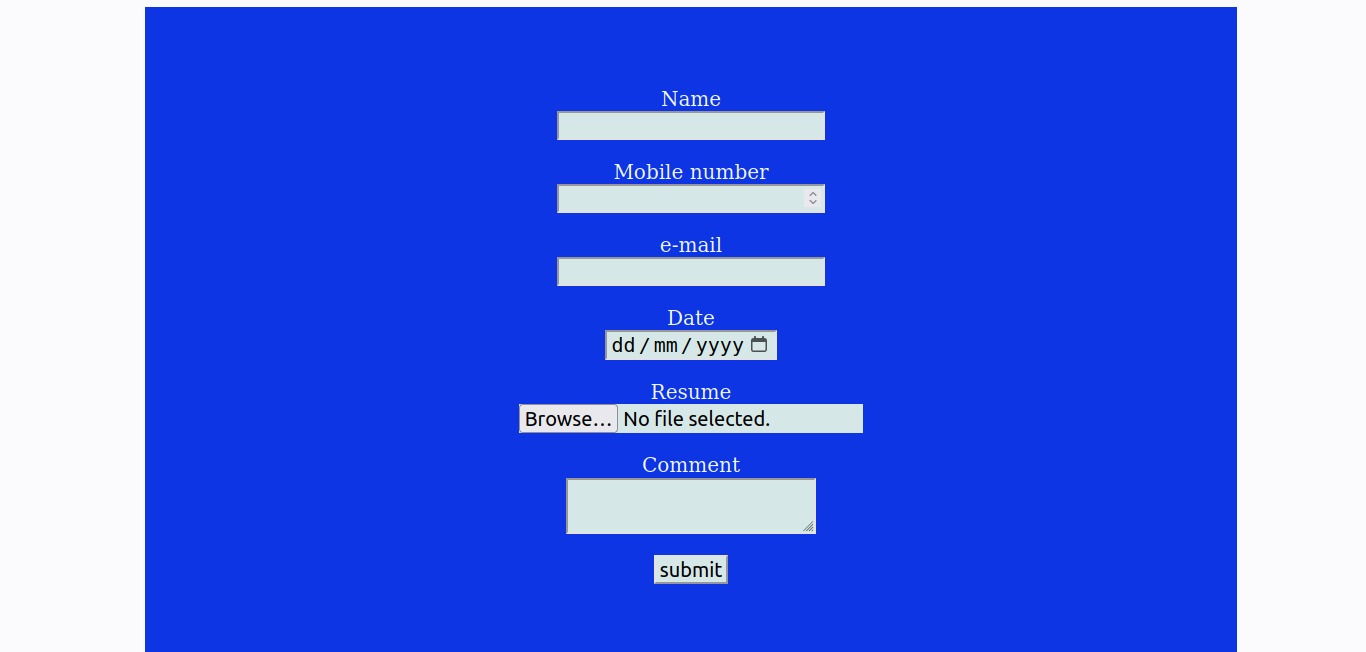 Name
Mobile number
e-mail
Date
dd/mm/yyyy
Resume
Browse... No file selected.
Comment
submit